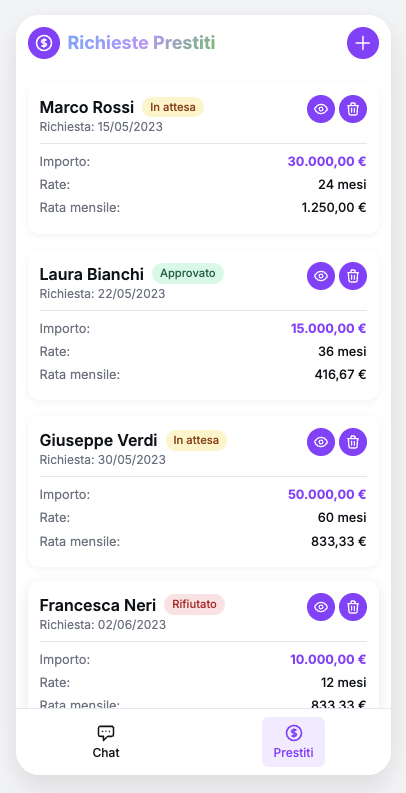 Richieste Prestiti
Marco Rossi In attesa
Richiesta: 15/05/2023
Importo: 30.000,00 €
Rate: 24 mesi
Rata mensile: 1.250,00 €
Laura Bianchi Approvato
Richiesta: 22/05/2023
Importo: 15.000,00 €
Rate: 36 mesi
Rata mensile: 416,67 €
Giuseppe Verdi In attesa
Richiesta: 30/05/2023
Importo: 50.000,00 €
Rate: 60 mesi
Rata mensile: 833,33 €
Francesca Neri Rifiutato
Richiesta: 02/06/2023
Importo: 10.000,00 €
Rate: 12 mesi
Rata mensile: 833,33 €
Chat Prestiti